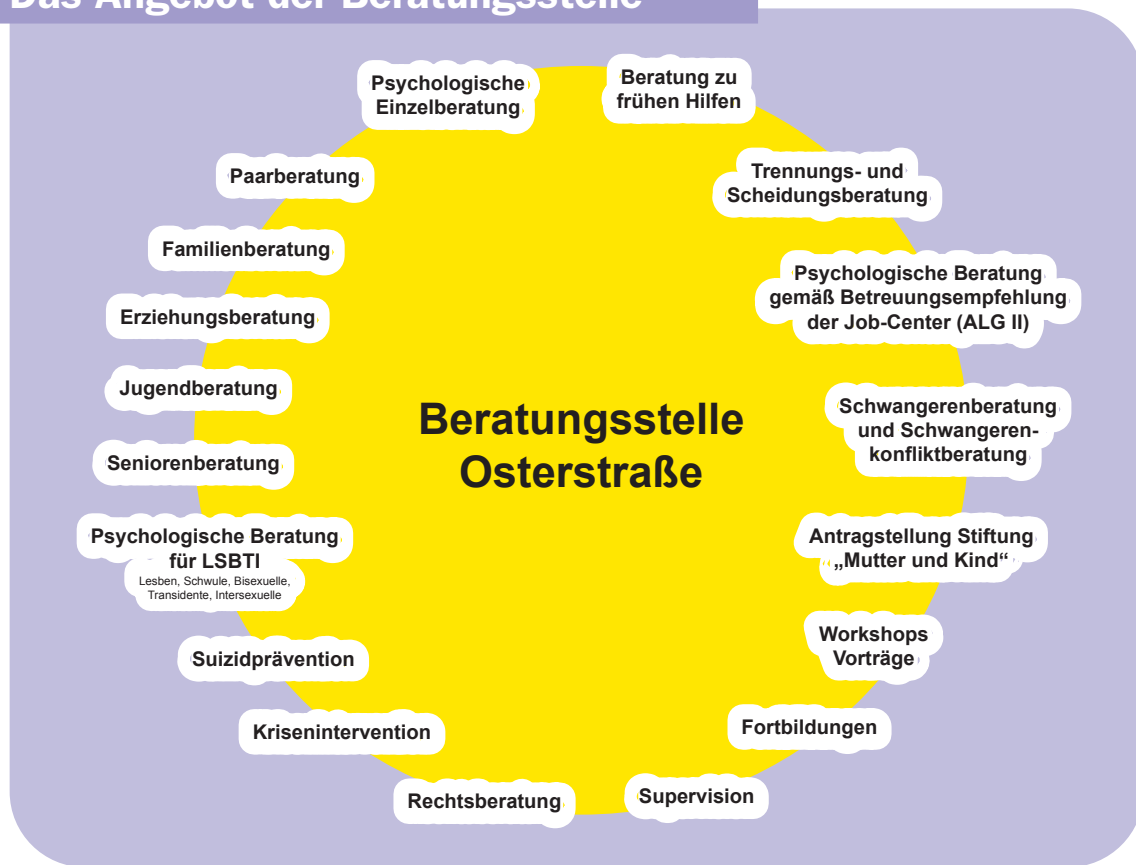 Das Angebot der Beratungsstelle
Psychologische
Einzelberatung
Beratung zu
frühen Hilfen
Paarberatung
Trennungs- und
Scheidungsberatung
Familienberatung
Psychologische Beratung
gemäß Betreuungsempfehlung
der Job-Center (ALG II)
Erziehungsberatung
Jugendberatung
Schwangerenberatung
und Schwangeren-
konfliktberatung
Beratungsstelle
Osterstraße
Seniorenberatung
Psychologische Beratung
für LSBTI
Lesben, Schwule, Bisexuelle,
Transidente, Intersexuelle
Antragstellung Stiftung
„Mutter und Kind“
Suizidprävention
Workshops
Vorträge
Krisenintervention
Fortbildungen
Rechtsberatung
Supervision